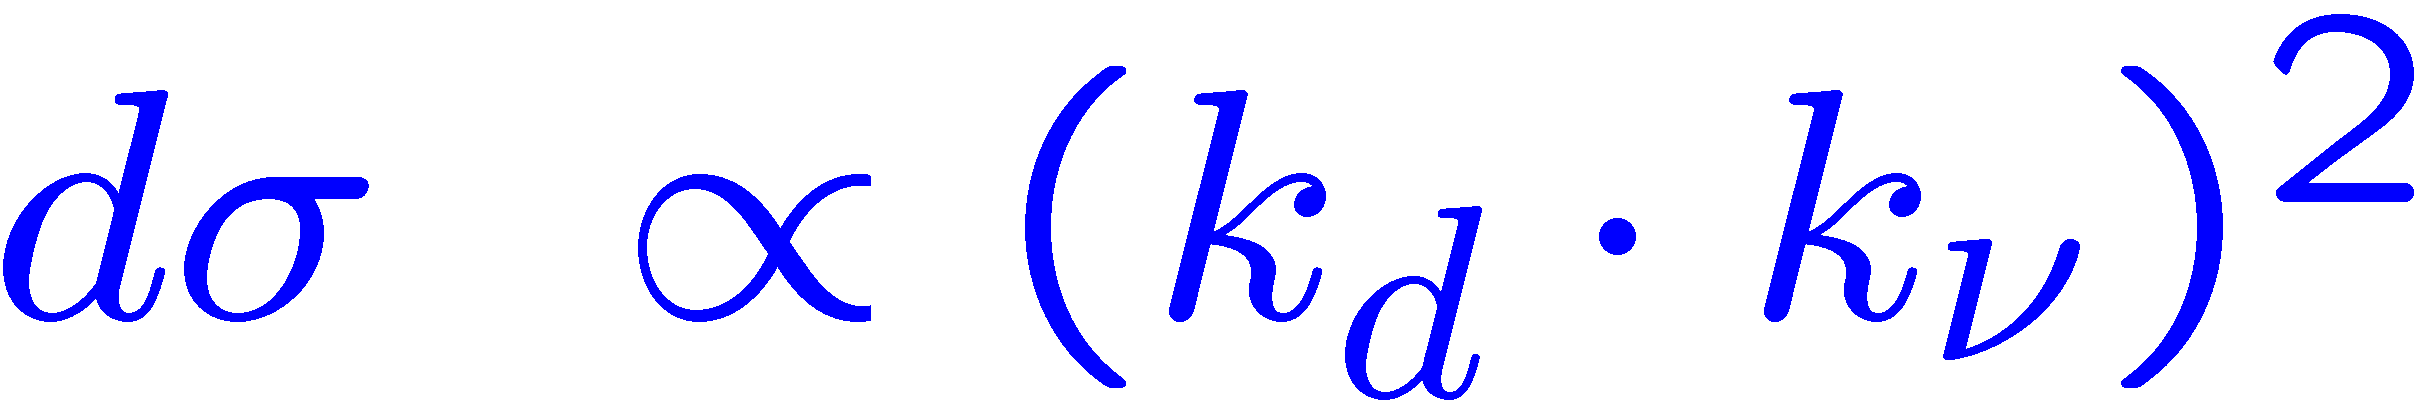 dσ ∝ (k_d · k_ν)²